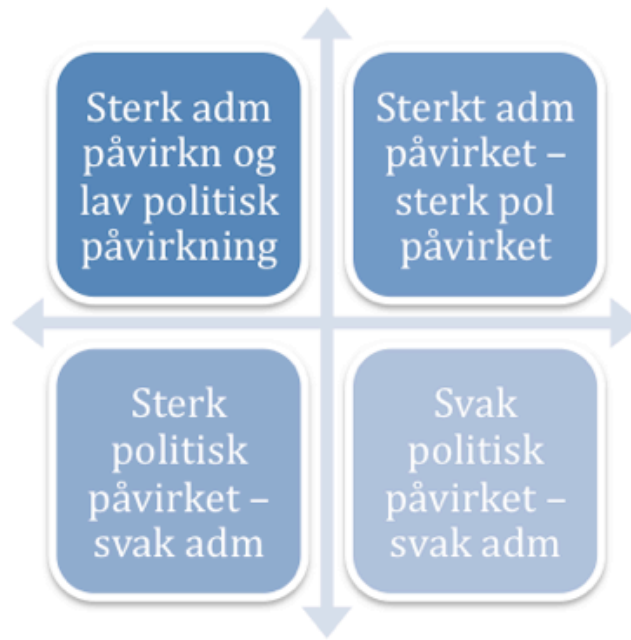 Sterk adm
påvirkn og
lav politisk
påvirkning
Sterkt adm
påvirket –
sterk pol
påvirket
Sterk
politisk
påvirket –
svak adm
Svak
politisk
påvirket –
svak adm